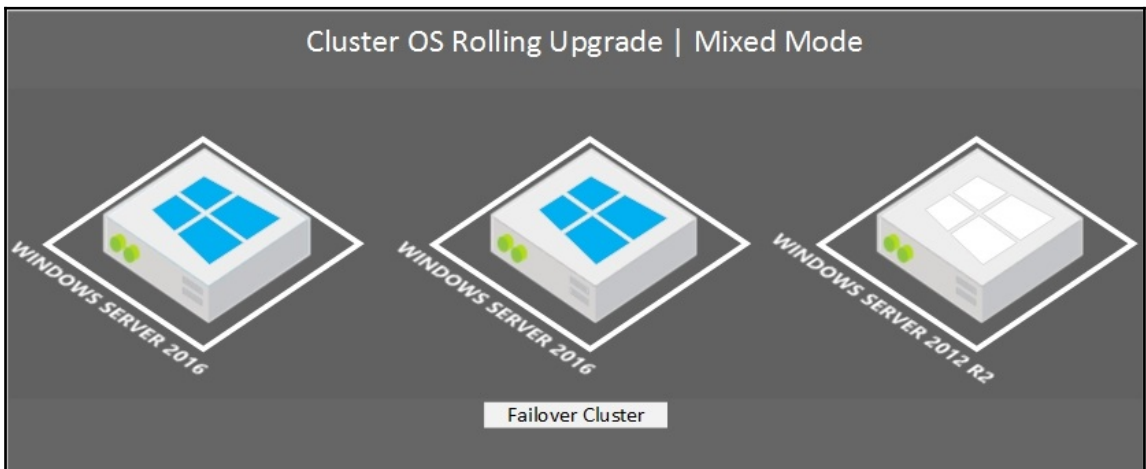 Cluster OS Rolling Upgrade | Mixed Mode
WINDOWS SERVER 2016
WINDOWS SERVER 2016
WINDOWS SERVER 2012 R2
Failover Cluster